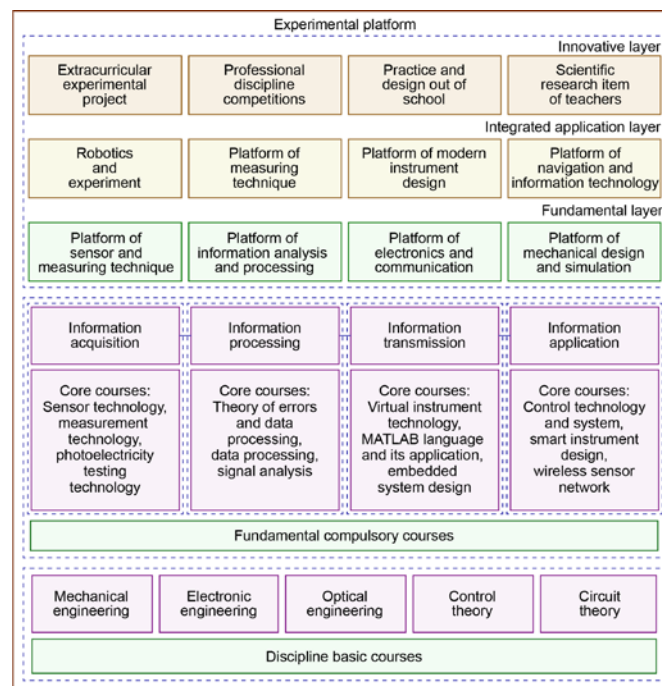 Experimental platform
Innovative layer
Extracurricular
experimental
project
Professional
discipline
competitions
Practice and
design out of
school
Scientific
research item
of teachers
Integrated application layer
Robotics
and
experiment
Platform of
measuring
technique
Platform of
modern
instrument
design
Platform of
navigation and
information technology
Fundamental layer
Platform of
sensor and
measuring technique
Platform of
information analysis
and processing
Platform of
electronics and
communication
Platform of
mechanical design
and simulation
Information
acquisition
Information
processing
Information
transmission
Information
application
Core courses:
Sensor technology,
measurement
technology,
photoelectricity
testing
technology
Core courses:
Theory of errors
and data
processing,
data processing,
signal analysis
Core courses:
Virtual instrument
technology,
MATLAB language
and its application,
embedded
system design
Core courses:
Control technology
and system,
smart instrument
design,
wireless sensor
network
Fundamental compulsory courses
Mechanical
engineering
Electronic
engineering
Optical
engineering
Control
theory
Circuit
theory
Discipline basic courses